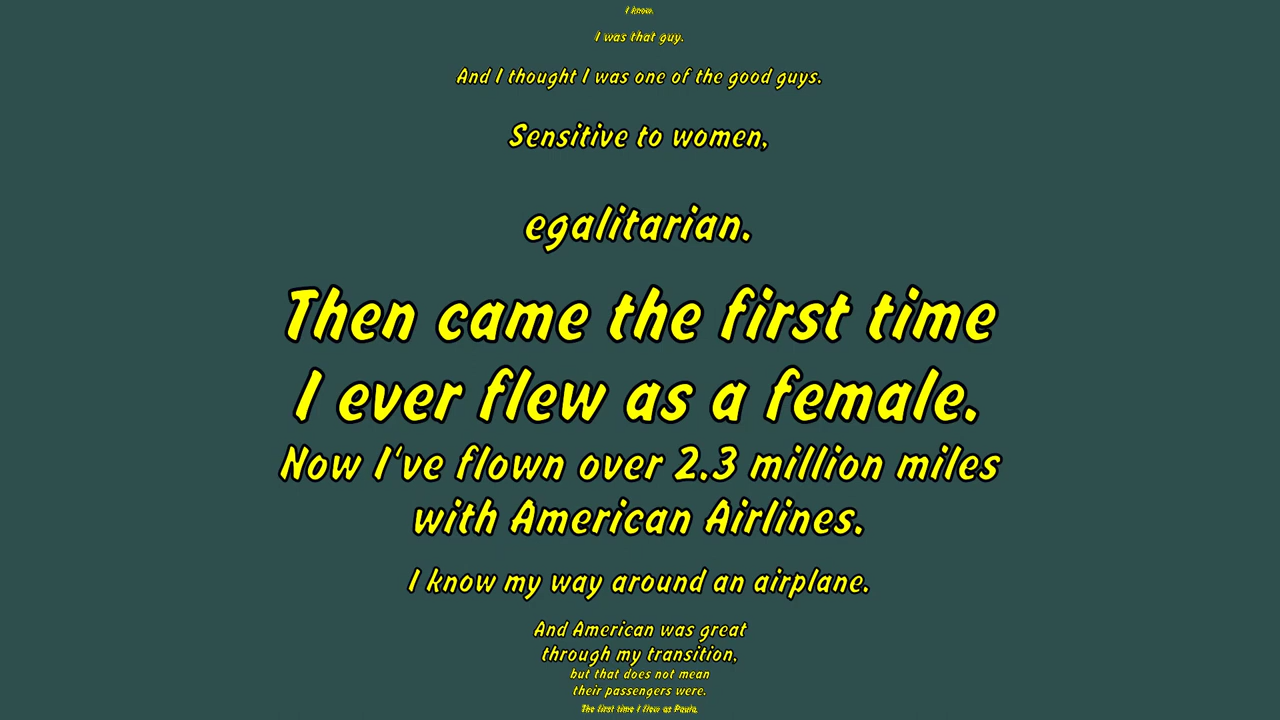 I know.
I was that guy.
And I thought I was one of the good guys.
Sensitive to women,
egalitarian.
Then came the first time
I ever flew as a female.
Now I've flown over 2.3 million miles
with American Airlines.
I know my way around an airplane.
And American was great
through my transition,
but that does not mean
their passengers were.
The first time I flew as Paula,